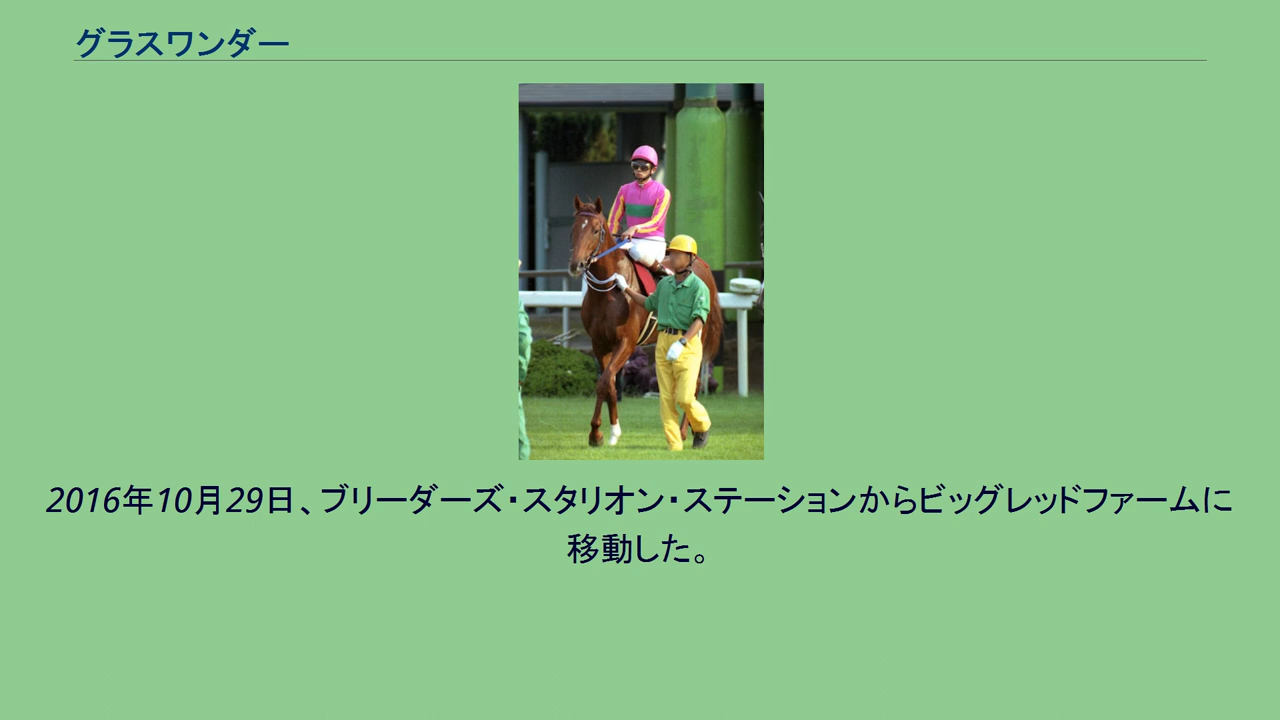 グラスワンダー
2016年10月29日、ブリーダーズ・スタリオン・ステーションからビッグレッドファームに
移動した。